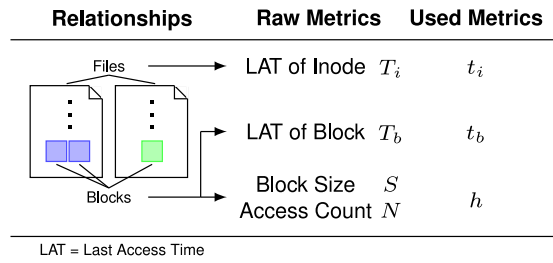 Relationships Raw Metrics Used Metrics
Files LAT of Inode T_i t_i
LAT of Block T_b t_b
Blocks Block Size S
Access Count N h
LAT = Last Access Time